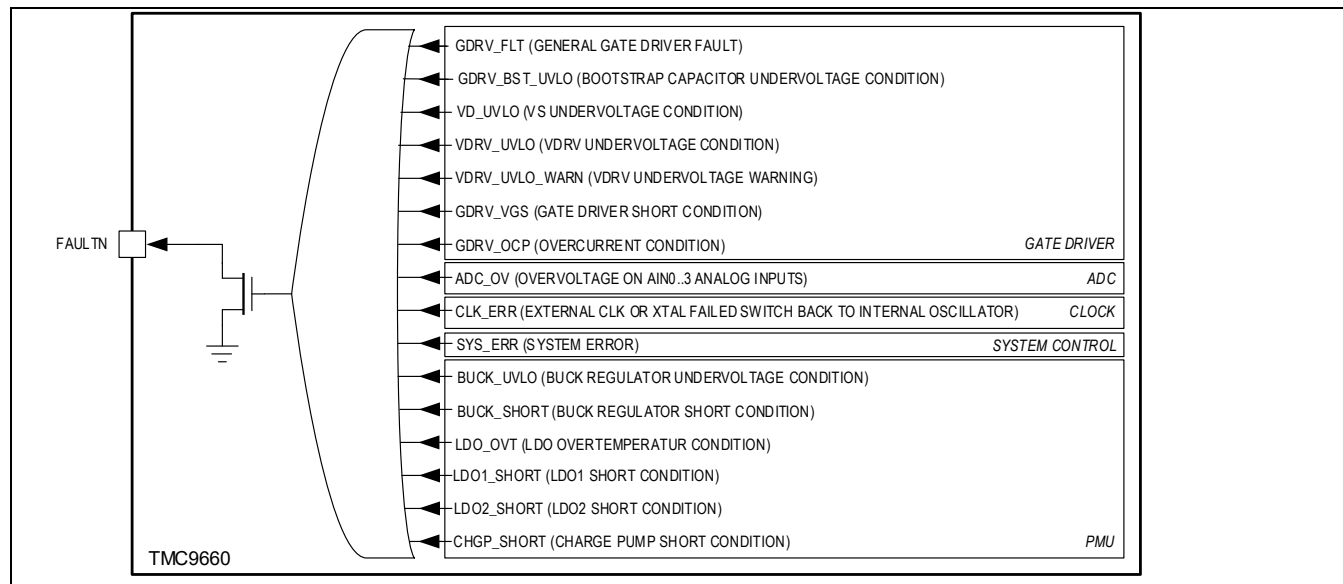 GDRV_FLT (GENERAL GATE DRIVER FAULT)
GDRV_BST_UVLO (BOOTSTRAP CAPACITOR UNDERVOLTAGE CONDITION)
VD_UVLO (VS UNDERVOLTAGE CONDITION)
VDRV_UVLO (VDRV UNDERVOLTAGE CONDITION)
VDRV_UVLO_WARN (VDRV UNDERVOLTAGE WARNING)
GDRV_VGS (GATE DRIVER SHORT CONDITION)
FAULTN
GDRV_OCP (OVERCURRENT CONDITION) GATE DRIVER
ADC_OV (OVERVOLTAGE ON AIN0..3 ANALOG INPUTS) ADC
CLK_ERR (EXTERNAL CLK OR XTAL FAILED SWITCH BACK TO INTERNAL OSCILLATOR) CLOCK
SYS_ERR (SYSTEM ERROR) SYSTEM CONTROL
BUCK_UVLO (BUCK REGULATOR UNDERVOLTAGE CONDITION)
BUCK_SHORT (BUCK REGULATOR SHORT CONDITION)
LDO_OVT (LDO OVERTEMPERATUR CONDITION)
LDO1_SHORT (LDO1 SHORT CONDITION)
LDO2_SHORT (LDO2 SHORT CONDITION)
CHGP_SHORT (CHARGE PUMP SHORT CONDITION) PMU
TMC9660